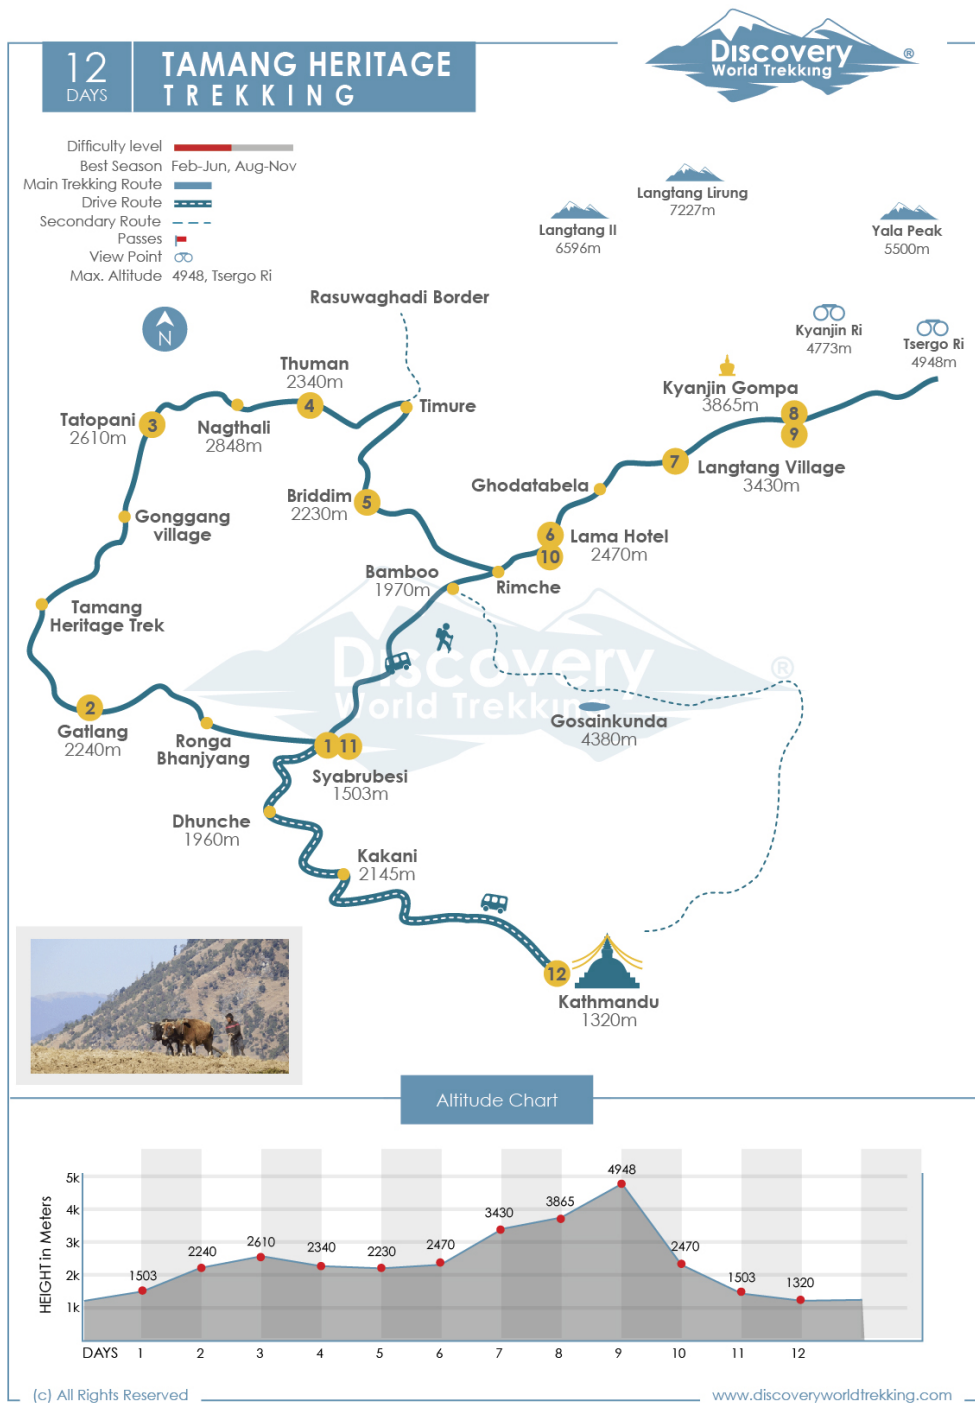 12
DAYS
TAMANG HERITAGE
TREKKING
Discovery
World Trekking
®
Difficulty level
Best Season Feb-Jun, Aug-Nov
Main Trekking Route
Drive Route
Secondary Route
Passes
View Point
Max. Altitude 4948, Tsergo Ri
N
Langtang Lirung
7227m
Langtang II
6596m
Yala Peak
5500m
Rasuwaghadi Border
Kyanjin Ri
4773m
Tsergo Ri
4948m
Thuman
2340m
4
Timure
Kyanjin Gompa
3865m
8
9
Tatopani
2610m
3
Nagthali
2848m
7
Langtang Village
3430m
Ghodatabela
Briddim
2230m
5
Gonggang
village
6
10
Lama Hotel
2470m
Bamboo
1970m
Rimche
Tamang
Heritage Trek
Discovery
World Trekking
®
2
Gatlang
2240m
Ronga
Bhanjyang
Gosainkunda
4380m
1 11
Syabrubesi
1503m
Dhunche
1960m
Kakani
2145m
12
Kathmandu
1320m
Altitude Chart
HEIGHT in Meters
5k
4k
3k
2k
1k
1503
2240
2610
2340
2230
2470
3430
3865
4948
2470
1503
1320
DAYS 1 2 3 4 5 6 7 8 9 10 11 12
(c) All Rights Reserved
www.discoveryworldtrekking.com